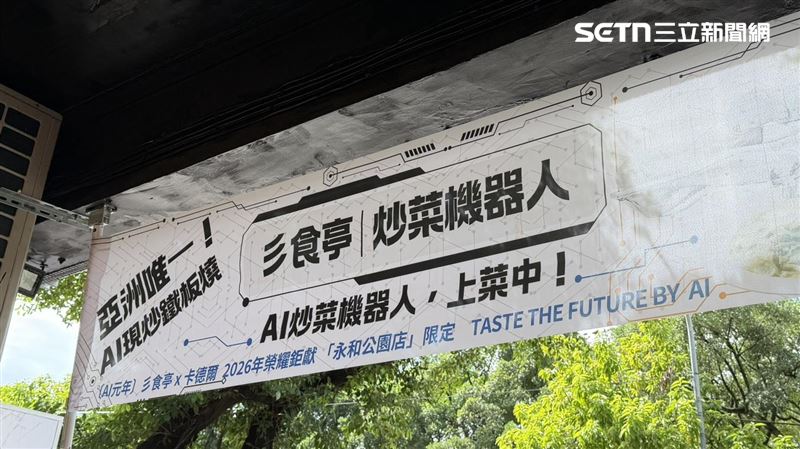 SETN三立新聞網
亞洲唯一！
AI現炒鐵板燒
彡食亭｜炒菜機器人
AI炒菜機器人，上菜中！
（AI元年）彡食亭 x 卡德爾 2026年榮耀鉅獻 「永和公園店」限定 TASTE THE FUTURE BY AI